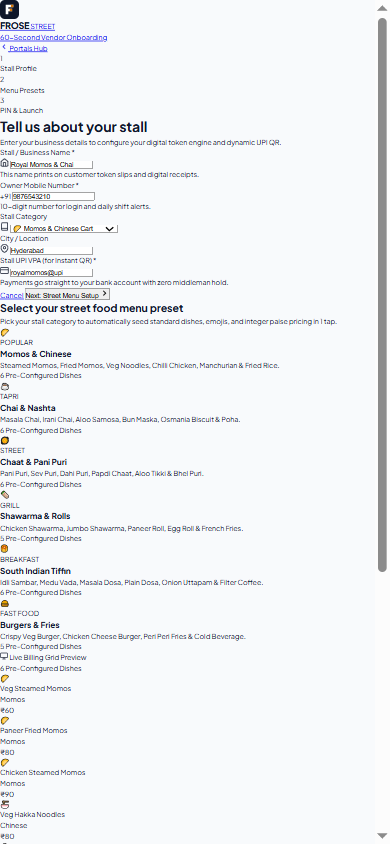 F
FROSE STREET
60-Second Vendor Onboarding
Portals Hub
1
Stall Profile
2
Menu Presets
3
PIN & Launch
Tell us about your stall
Enter your business details to configure your digital token engine and dynamic UPI QR.
Stall / Business Name *
Royal Momos & Chai
This name prints on customer token slips and digital receipts.
Owner Mobile Number *
+91 9876543210
10-digit number for login and daily shift alerts.
Stall Category
Momos & Chinese Cart
City / Location
Hyderabad
Stall UPI VPA (for Instant QR) *
royalmomos@upi
Payments go straight to your bank account with zero middleman hold.
Cancel Next: Street Menu Setup
Select your street food menu preset
Pick your stall category to automatically seed standard dishes, emojis, and integer paise pricing in 1 tap.
POPULAR
Momos & Chinese
Steamed Momos, Fried Momos, Veg Noodles, Chilli Chicken, Manchurian & Fried Rice.
6 Pre-Configured Dishes
TAPRI
Chai & Nashta
Masala Chai, Irani Chai, Aloo Samosa, Bun Maska, Osmania Biscuit & Poha.
6 Pre-Configured Dishes
STREET
Chaat & Pani Puri
Pani Puri, Sev Puri, Dahi Puri, Papdi Chaat, Aloo Tikki & Bhel Puri.
6 Pre-Configured Dishes
GRILL
Shawarma & Rolls
Chicken Shawarma, Jumbo Shawarma, Paneer Roll, Egg Roll & French Fries.
5 Pre-Configured Dishes
BREAKFAST
South Indian Tiffin
Idli Sambar, Medu Vada, Masala Dosa, Plain Dosa, Onion Uttapam & Filter Coffee.
6 Pre-Configured Dishes
FAST FOOD
Burgers & Fries
Crispy Veg Burger, Chicken Cheese Burger, Peri Peri Fries & Cold Beverage.
5 Pre-Configured Dishes
Live Billing Grid Preview
6 Pre-Configured Dishes
Veg Steamed Momos
Momos
₹60
Paneer Fried Momos
Momos
₹80
Chicken Steamed Momos
Momos
₹90
Veg Hakka Noodles
Chinese
₹80